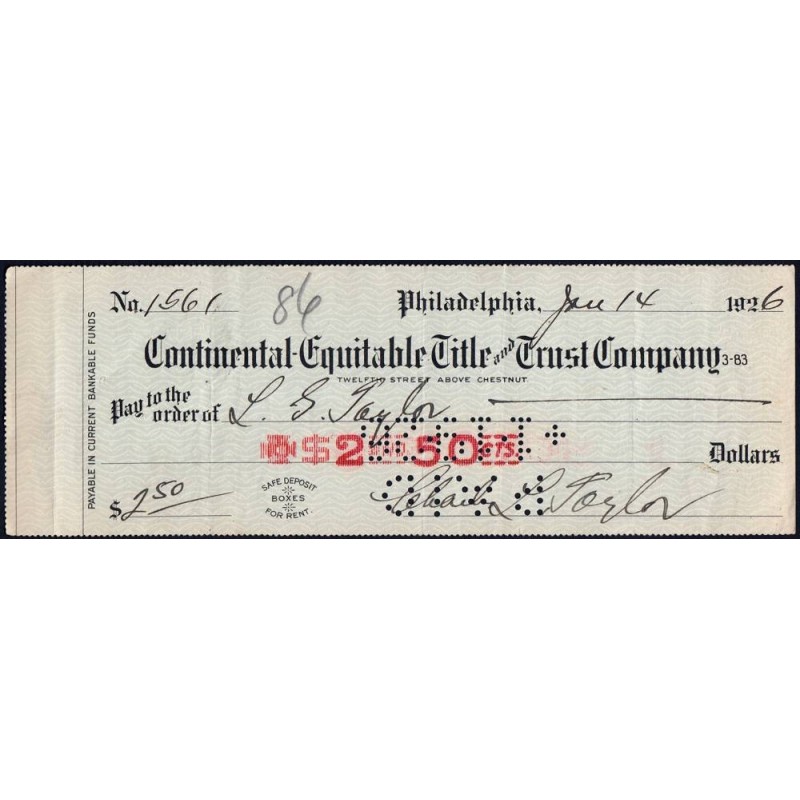 PAYABLE IN CURRENT BANKABLE FUNDS
No. 1561
86
Philadelphia, Jan 14 1926
Continental-Equitable Title and Trust Company 3-83
TWELFTH STREET ABOVE CHESTNUT
Pay to the order of L. G. Taylor
$2 50 CTS.
Dollars
$ 2.50
SAFE DEPOSIT
BOXES
FOR RENT.
L. Taylor